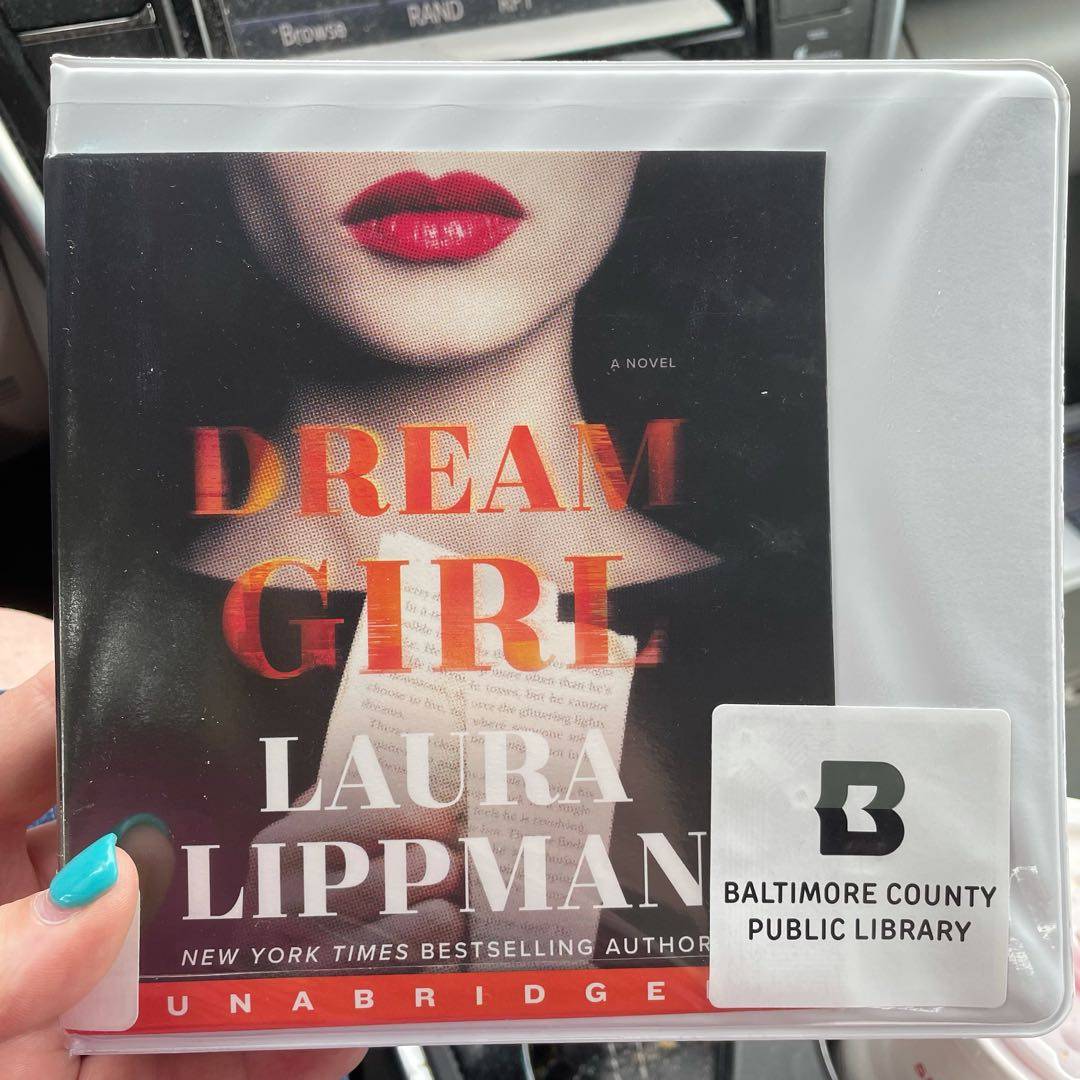 Browse RAND RPT
A NOVEL
DREAM
GIRL
LAURA
LIPPMAN
NEW YORK TIMES BESTSELLING AUTHOR
UNABRIDGE
B
BALTIMORE COUNTY
PUBLIC LIBRARY